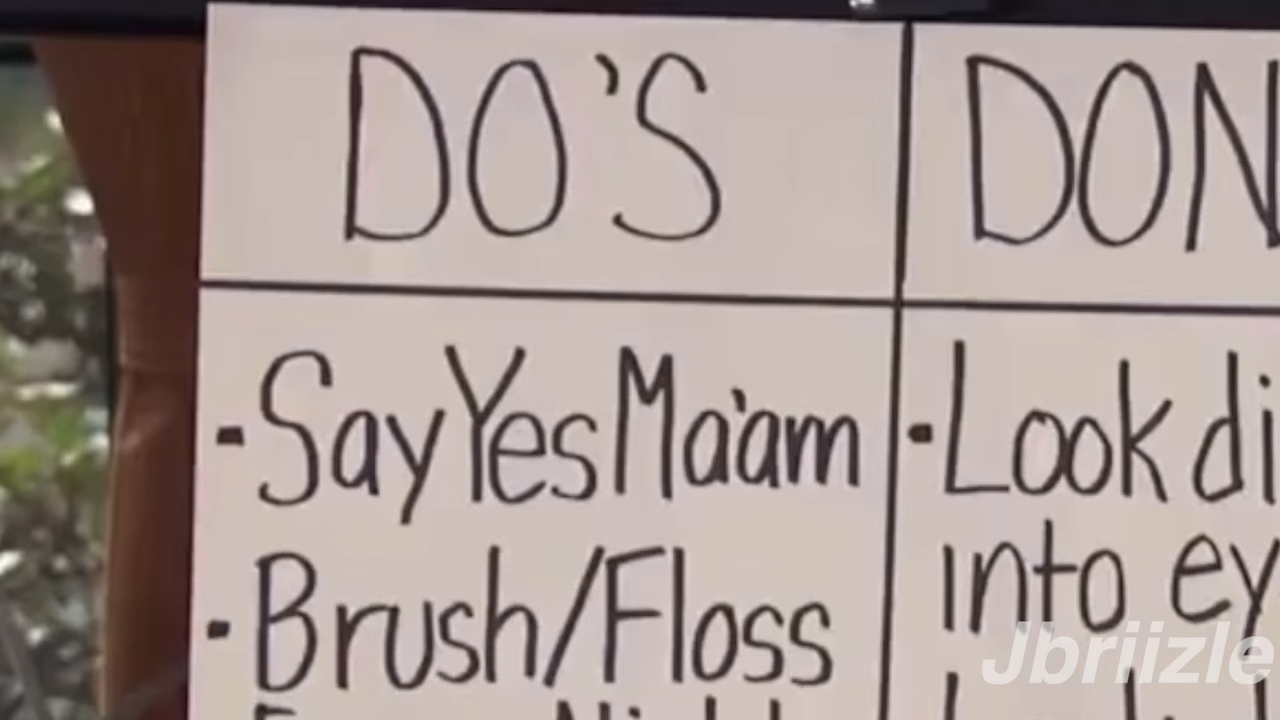 DO'S
DON
- Say Yes Ma'am
- Brush/Floss
· Look di
into ey
Jbriizle